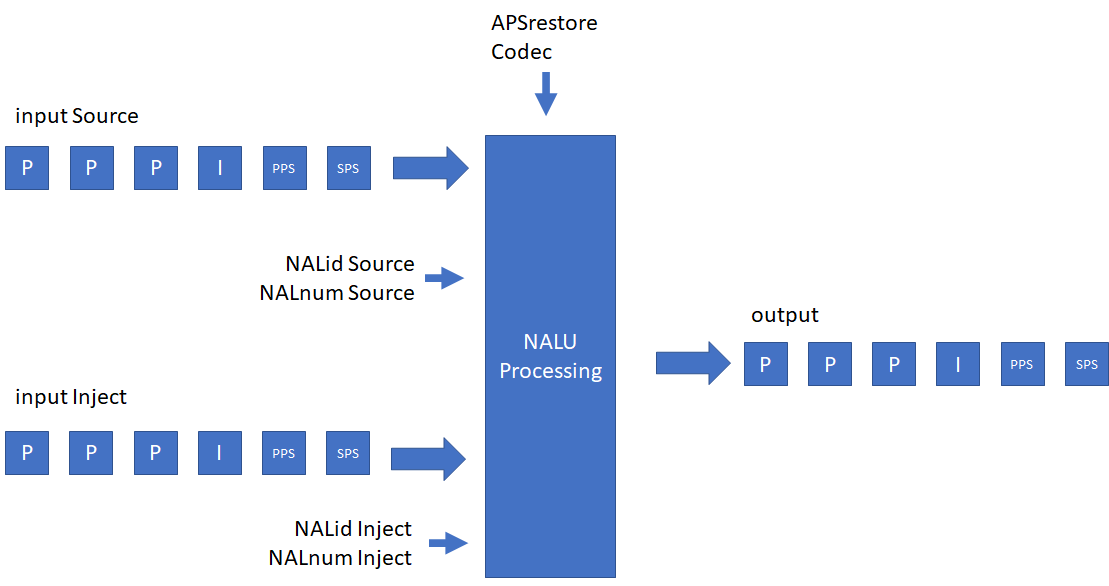 APSrestore
Codec
input Source
P P P I PPS SPS
NALid Source
NALnum Source
NALU
Processing
output
P P P I PPS SPS
input Inject
P P P I PPS SPS
NALid Inject
NALnum Inject